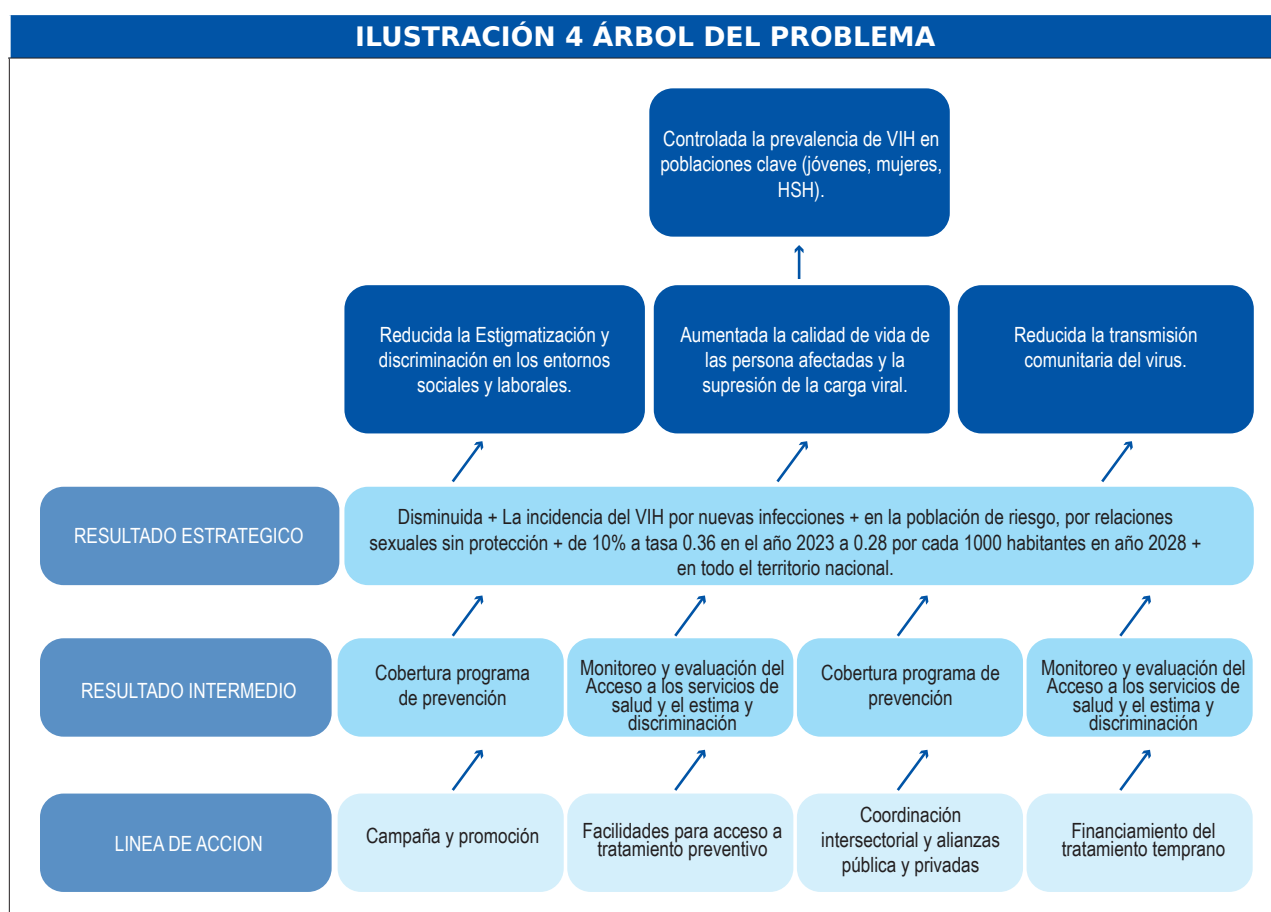 ILUSTRACIÓN 4 ÁRBOL DEL PROBLEMA
Controlada la prevalencia de VIH en
poblaciones clave (jóvenes, mujeres,
HSH).
Reducida la Estigmatización y
discriminación en los entornos
sociales y laborales.
Aumentada la calidad de vida de
las persona afectadas y la
supresión de la carga viral.
Reducida la transmisión
comunitaria del virus.
RESULTADO ESTRATEGICO
Disminuida + La incidencia del VIH por nuevas infecciones + en la población de riesgo, por relaciones
sexuales sin protección + de 10% a tasa 0.36 en el año 2023 a 0.28 por cada 1000 habitantes en año 2028 +
en todo el territorio nacional.
RESULTADO INTERMEDIO
Cobertura programa
de prevención
Monitoreo y evaluación del
Acceso a los servicios de
salud y el estima y
discriminación
Cobertura programa de
prevención
Monitoreo y evaluación del
Acceso a los servicios de
salud y el estima y
discriminación
LINEA DE ACCION
Campaña y promoción
Facilidades para acceso a
tratamiento preventivo
Coordinación
intersectorial y alianzas
pública y privadas
Financiamiento del
tratamiento temprano